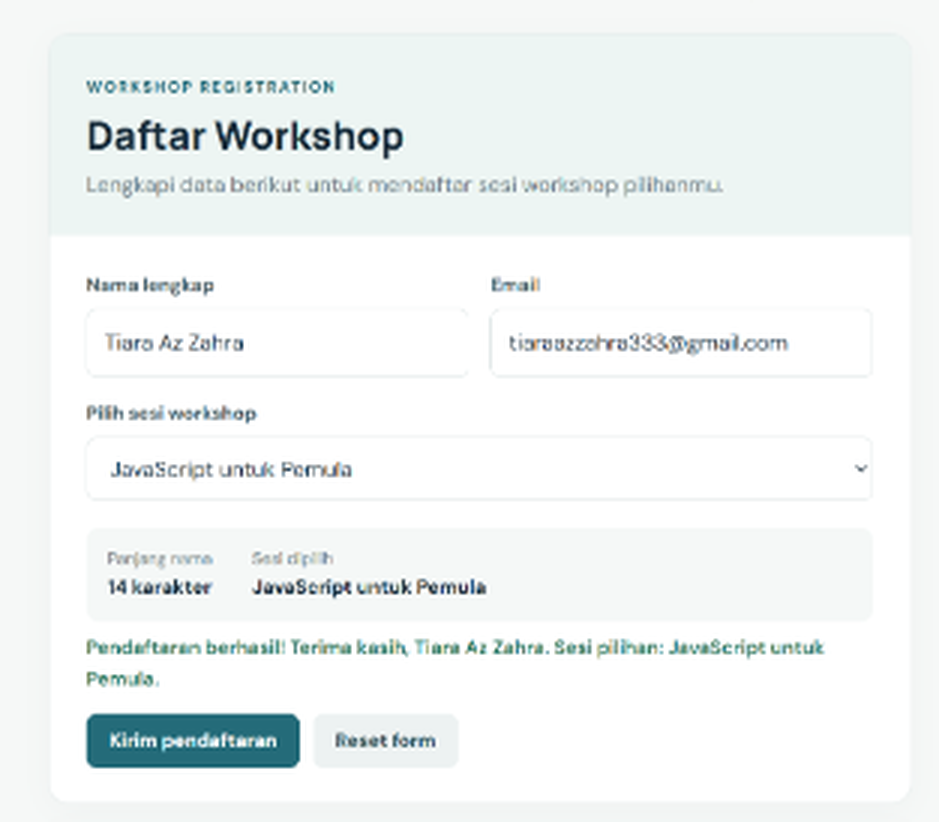 WORKSHOP REGISTRATION
Daftar Workshop
Lengkapi data berikut untuk mendaftar sesi workshop pilihanmu.
Nama lengkap
Email
Tiara Az Zahra
tiaraazzahra333@gmail.com
Pilih sesi workshop
JavaScript untuk Pemula
Panjang nama
Sesi dipilih
14 karakter
JavaScript untuk Pemula
Pendaftaran berhasil! Terima kasih, Tiara Az Zahra. Sesi pilihan: JavaScript untuk
Pemula.
Kirim pendaftaran
Reset form